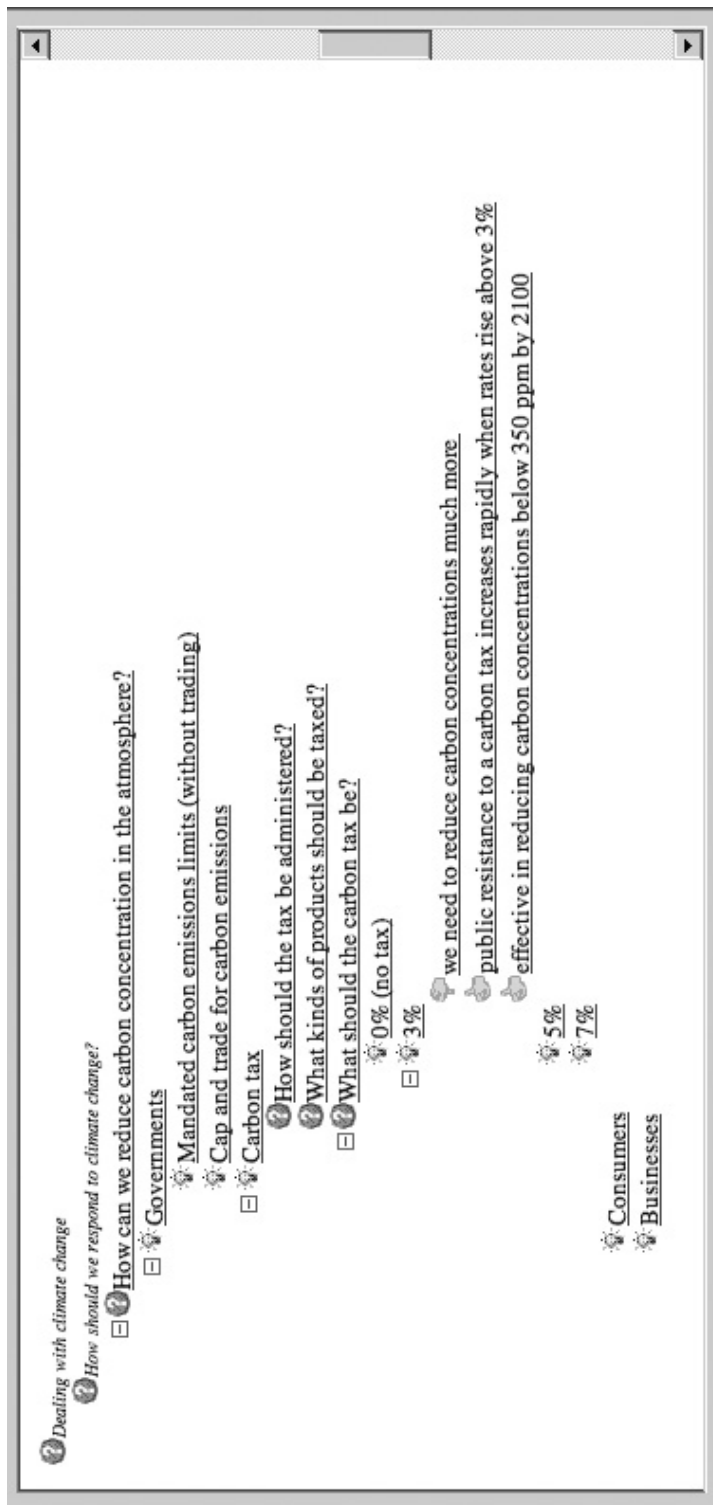 Dealing with climate change
How should we respond to climate change?
How can we reduce carbon concentration in the atmosphere?
Governments
Mandated carbon emissions limits (without trading)
Cap and trade for carbon emissions
Carbon tax
How should the tax be administered?
What kinds of products should be taxed?
What should the carbon tax be?
0% (no tax)
3%
we need to reduce carbon concentrations much more
public resistance to a carbon tax increases rapidly when rates rise above 3%
effective in reducing carbon concentrations below 350 ppm by 2100
5%
7%
Consumers
Businesses